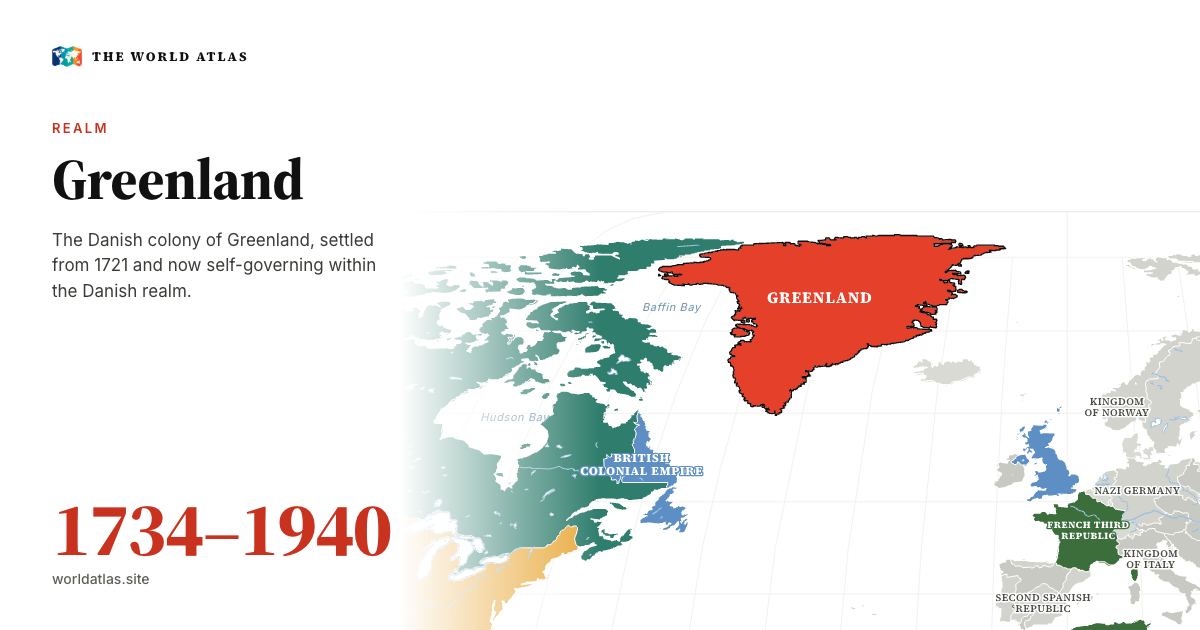 THE WORLD ATLAS
REALM
Greenland
The Danish colony of Greenland, settled
from 1721 and now self-governing within
the Danish realm.
1734–1940
worldatlas.site
GREENLAND
Baffin Bay
Hudson Bay
BRITISH
COLONIAL EMPIRE
KINGDOM
OF NORWAY
NAZI GERMANY
FRENCH THIRD
REPUBLIC
KINGDOM
OF ITALY
SECOND SPANISH
REPUBLIC